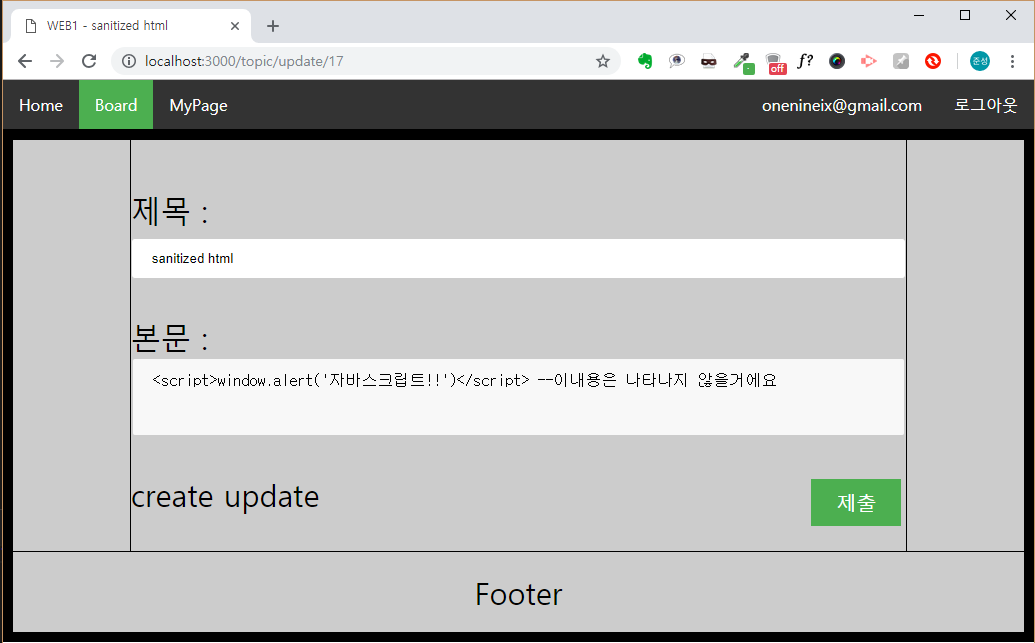 WEB1 - sanitized html
localhost:3000/topic/update/17
f?
off
준성
Home Board MyPage onenineix@gmail.com 로그아웃
제목 :
sanitized html
본문 :
<script>window.alert('자바스크립트!!')</script> --이내용은 나타나지 않을거에요
create update
제출
Footer